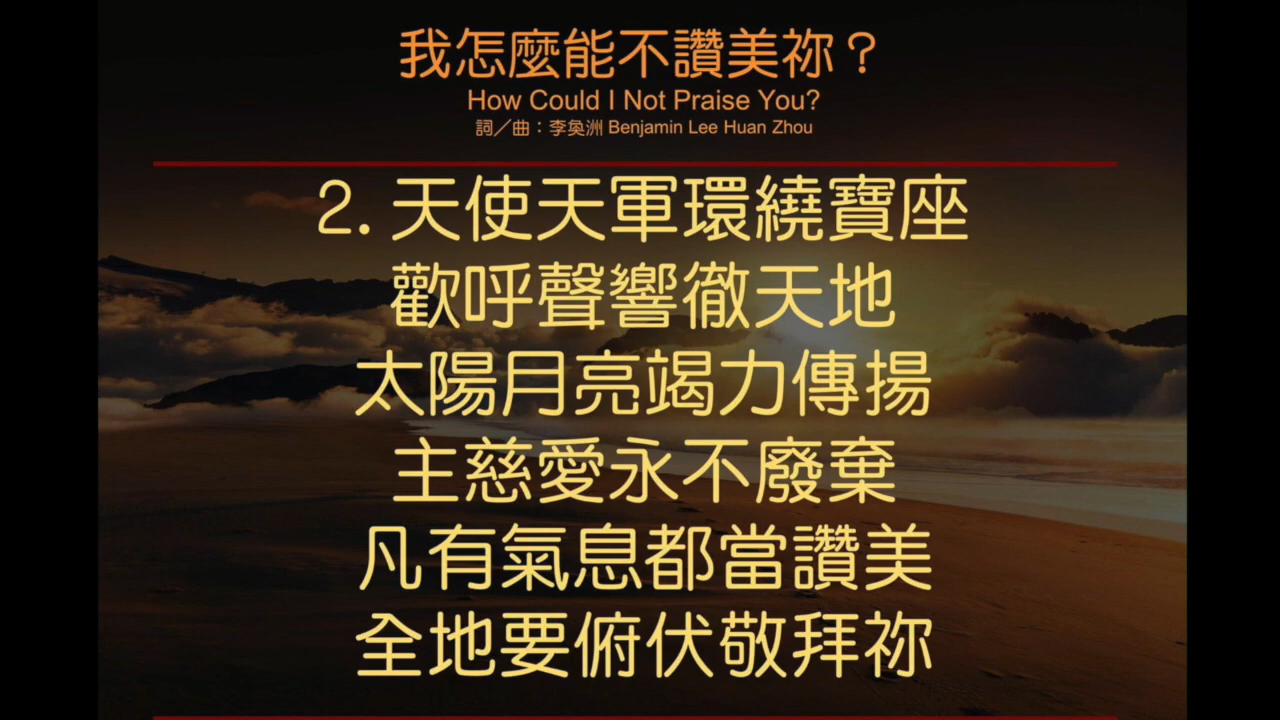 我怎麼能不讚美祢？
How Could I Not Praise You?
詞／曲：李奐洲 Benjamin Lee Huan Zhou
2. 天使天軍環繞寶座
歡呼聲響徹天地
太陽月亮竭力傳揚
主慈愛永不廢棄
凡有氣息都當讚美
全地要俯伏敬拜祢